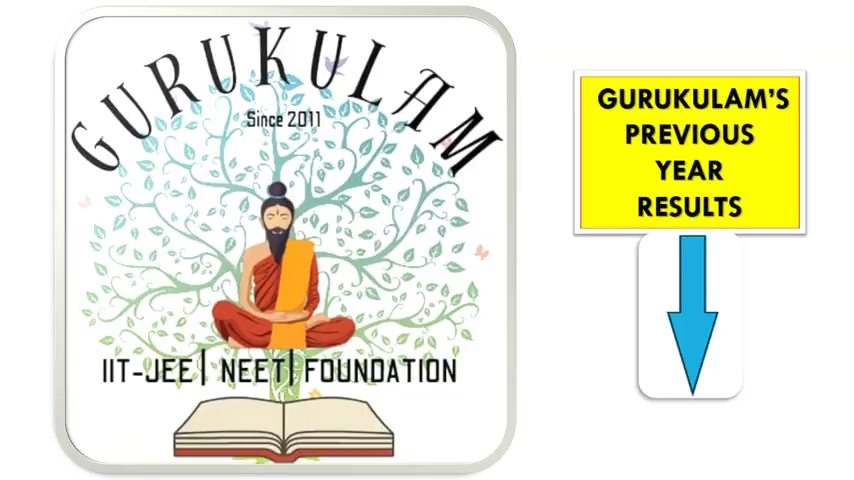 GURUKULAM
Since 2011
IIT-JEE| NEET| FOUNDATION
GURUKULAM'S
PREVIOUS
YEAR
RESULTS